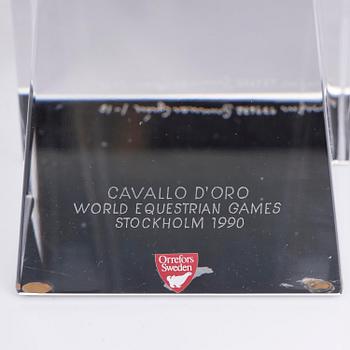 CAVALLO D'ORO
WORLD EQUESTRIAN GAMES
STOCKHOLM 1990
Orrefors
Sweden